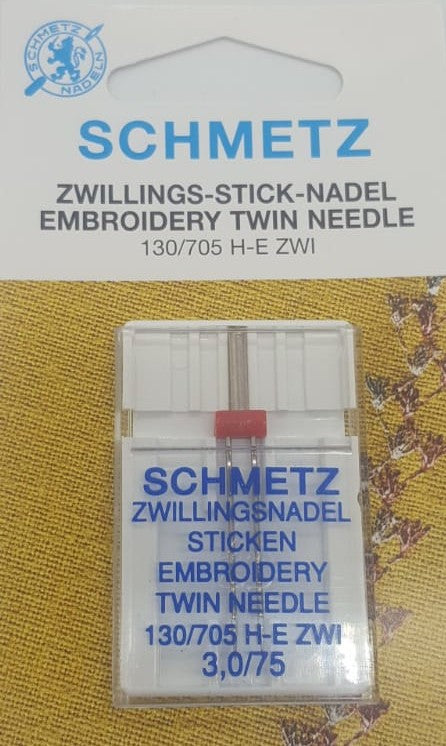 SCHMETZ
NADELN
SCHMETZ
ZWILLINGS-STICK-NADEL
EMBROIDERY TWIN NEEDLE
130/705 H-E ZWI
SCHMETZ
ZWILLINGSNADEL
STICKEN
EMBROIDERY
TWIN NEEDLE
130/705 H-E ZWI
3,0/75